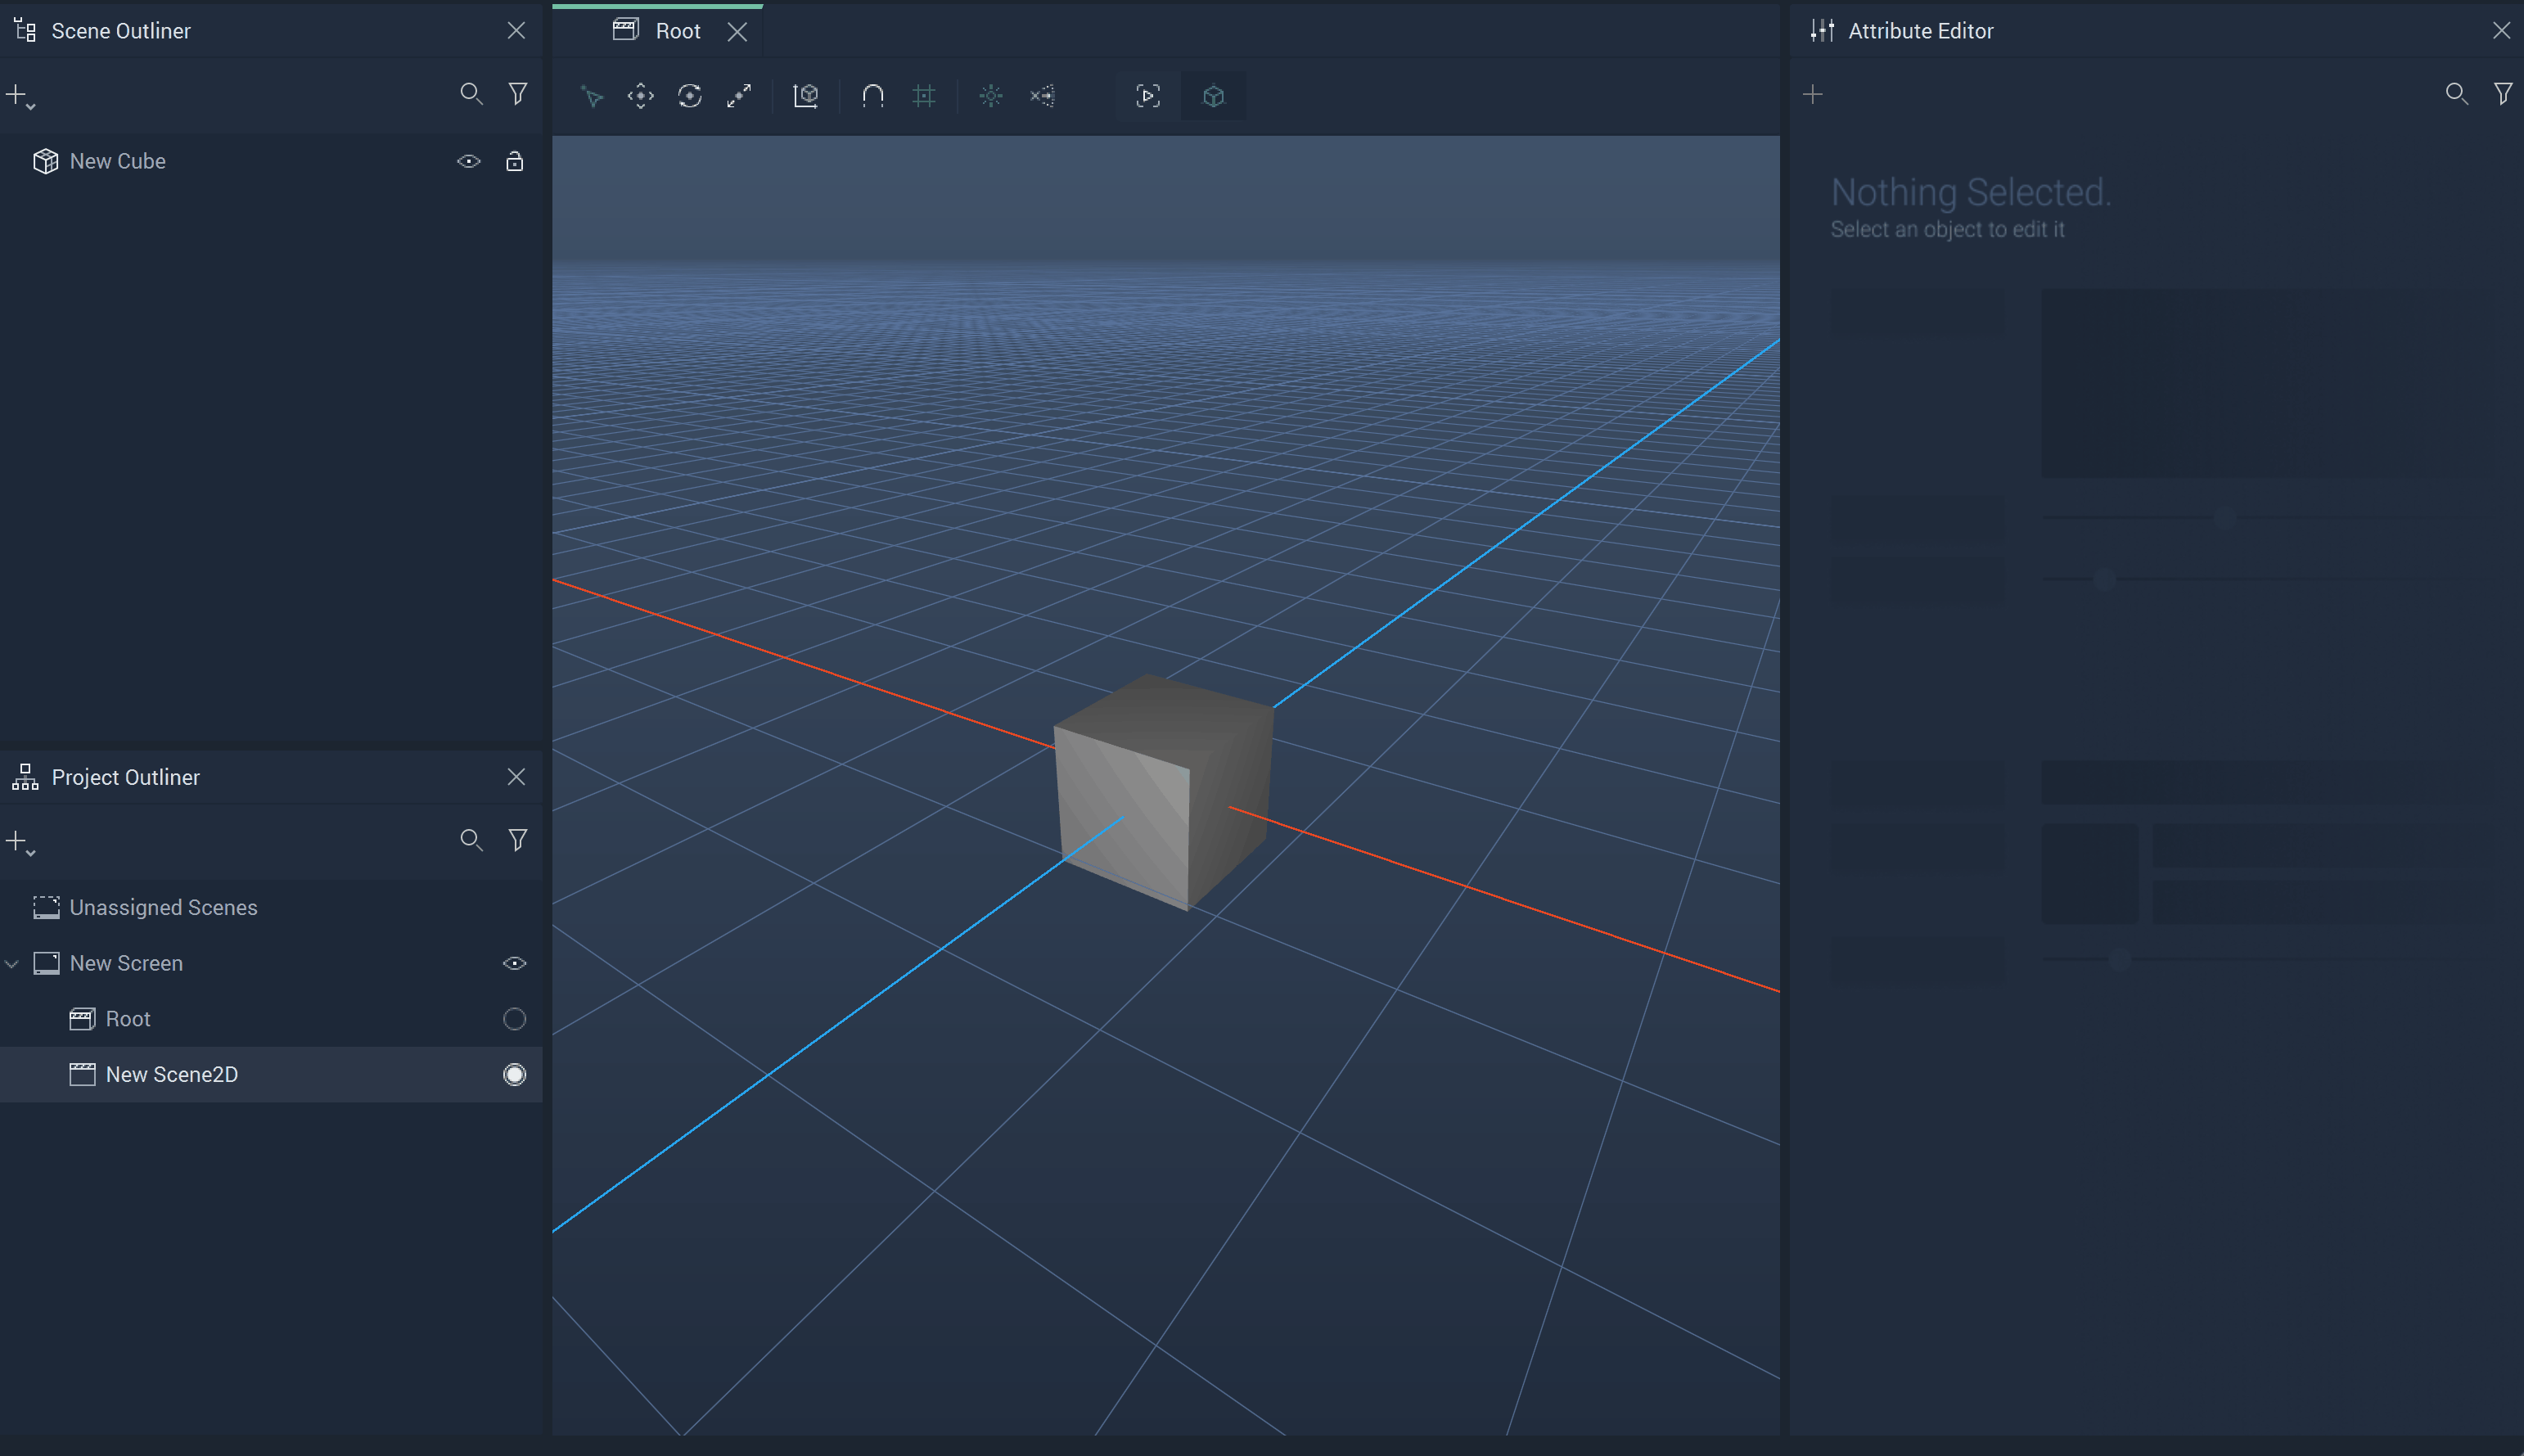 Scene Outliner
New Cube
Project Outliner
Unassigned Scenes
New Screen
Root
New Scene2D
Root
Attribute Editor
Nothing Selected.
Select an object to edit it